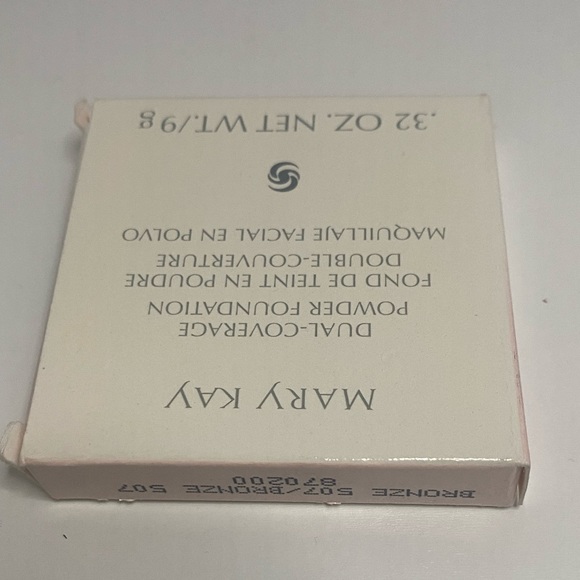 MARY KAY
DUAL-COVERAGE
POWDER FOUNDATION
FOND DE TEINT EN POUDRE
DOUBLE-COUVERTURE
MAQUILLAJE FACIAL EN POLVO
.32 OZ. NET WT./9 g
BRONZE 507/BRONZE 507
870200